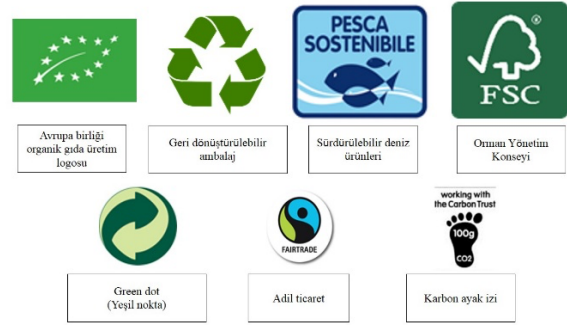 PESCA
SOSTENIBILE
FSC
Avrupa birliği
organik gıda üretim
logosu
Geri dönüştürülebilir
ambalaj
Sürdürülebilir deniz
ürünleri
Orman Yönetim
Konseyi
FAIRTRADE
working with
the Carbon Trust
100g
CO2
Green dot
(Yeşil nokta)
Adil ticaret
Karbon ayak izi